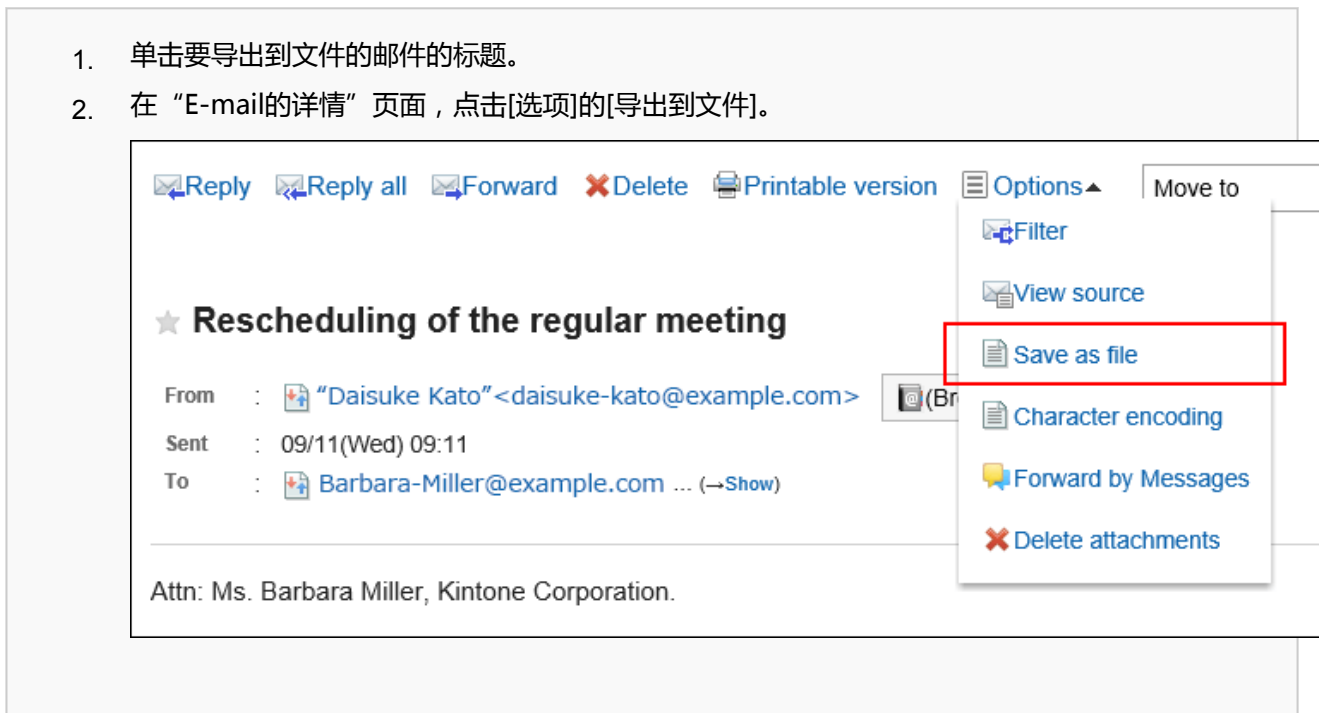 1. 单击要导出到文件的邮件的标题。
2. 在“E-mail的详情”页面，点击[选项]的[导出到文件]。
Reply Reply all Forward Delete Printable version Options▲ Move to
Filter
View source
Rescheduling of the regular meeting
Save as file
From : “Daisuke Kato”<daisuke-kato@example.com> (Br
Character encoding
Sent : 09/11(Wed) 09:11
To : Barbara-Miller@example.com ... (→Show)
Forward by Messages
Delete attachments
Attn: Ms. Barbara Miller, Kintone Corporation.